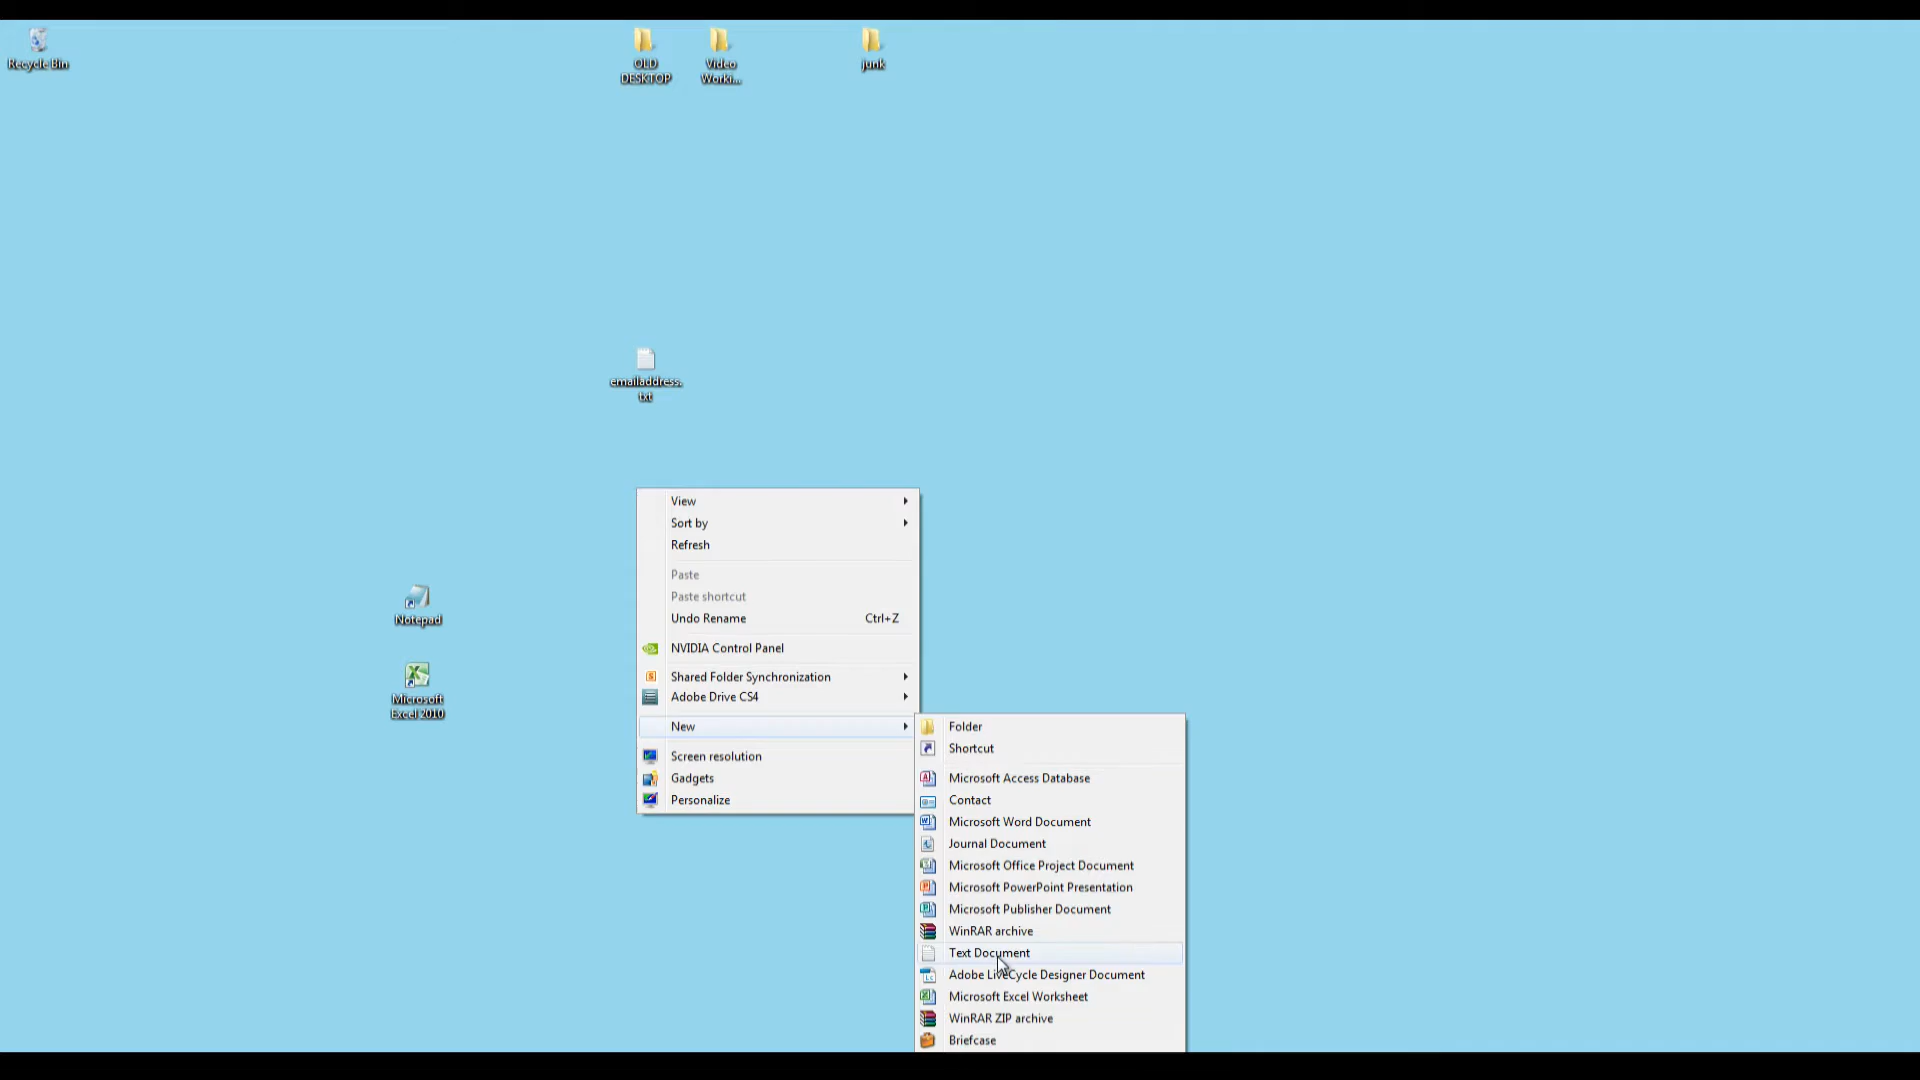 Recycle Bin
OLD
DESKTOP
Video
Worki...
junk
emailaddress.
txt
Notepad
Microsoft
Excel 2010
View
Sort by
Refresh
Paste
Paste shortcut
Undo Rename Ctrl+Z
NVIDIA Control Panel
Shared Folder Synchronization
Adobe Drive CS4
New
Screen resolution
Gadgets
Personalize
Folder
Shortcut
Microsoft Access Database
Contact
Microsoft Word Document
Journal Document
Microsoft Office Project Document
Microsoft PowerPoint Presentation
Microsoft Publisher Document
WinRAR archive
Text Document
Adobe LiveCycle Designer Document
Microsoft Excel Worksheet
WinRAR ZIP archive
Briefcase